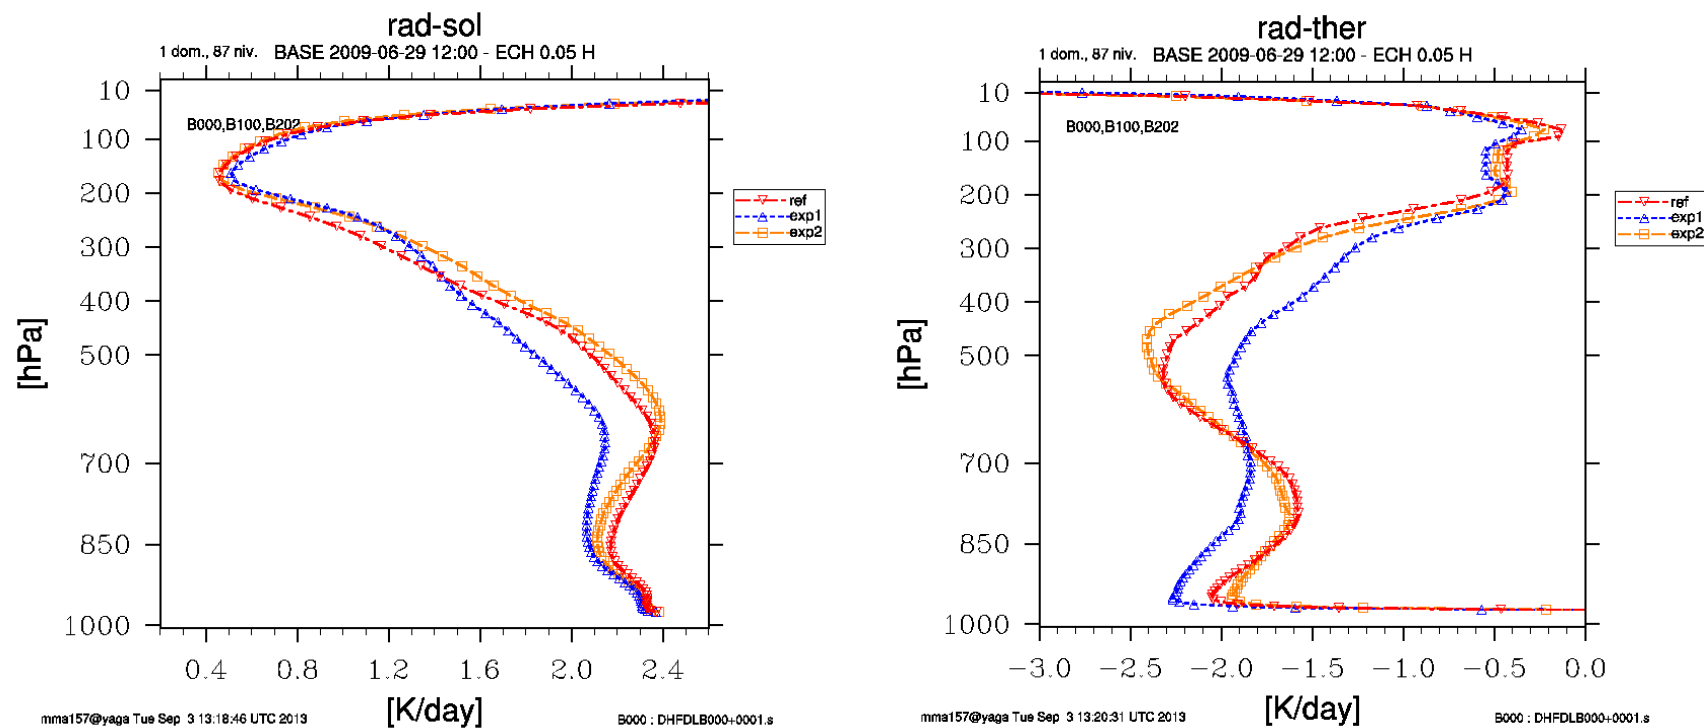 rad-sol
1 dom., 87 niv. BASE 2009-06-29 12:00 - ECH 0.05 H
B000,B100,B202
10
100
200
300
400
500
700
850
1000
[hPa]
0.4 0.8 1.2 1.6 2.0 2.4
[K/day]
ref
exp1
exp2
mma157@yaga Tue Sep 3 13:18:46 UTC 2013
B000 : DHFDLB000+0001.s
rad-ther
1 dom., 87 niv. BASE 2009-06-29 12:00 - ECH 0.05 H
B000,B100,B202
10
100
200
300
400
500
700
850
1000
[hPa]
-3.0 -2.5 -2.0 -1.5 -1.0 -0.5 0.0
[K/day]
ref
exp1
exp2
mma157@yaga Tue Sep 3 13:20:31 UTC 2013
B000 : DHFDLB000+0001.s